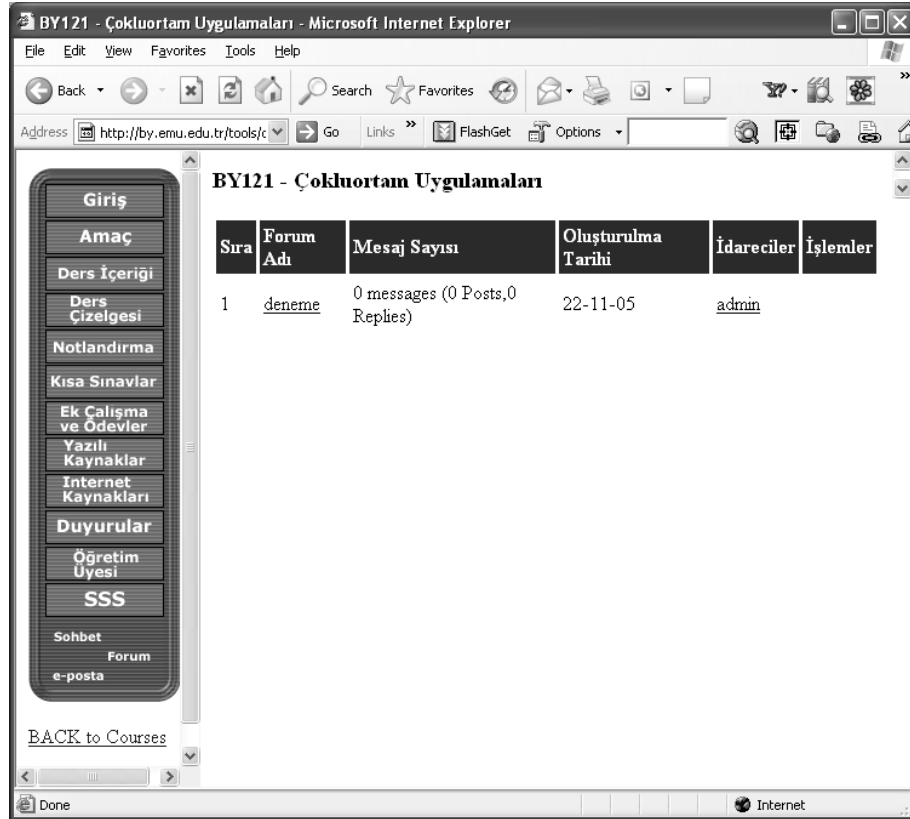 BY121 - Çokluortam Uygulamaları - Microsoft Internet Explorer
File Edit View Favorites Tools Help
Back Search Favorites
Address http://by.emu.edu.tr/tools/c Go Links » FlashGet Options
BY121 - Çokluortam Uygulamaları
Giriş
Amaç
Ders İçeriği
Ders
Çizelgesi
Notlandırma
Kısa Sınavlar
Ek Çalışma
ve Ödevler
Yazılı
Kaynaklar
Internet
Kaynakları
Duyurular
Öğretim
Üyesi
SSS
Sohbet
Forum
e-posta
BACK to Courses
Sıra Forum Adı Mesaj Sayısı Oluşturulma Tarihi İdareciler İşlemler
1 deneme 0 messages (0 Posts,0 Replies) 22-11-05 admin
Done Internet